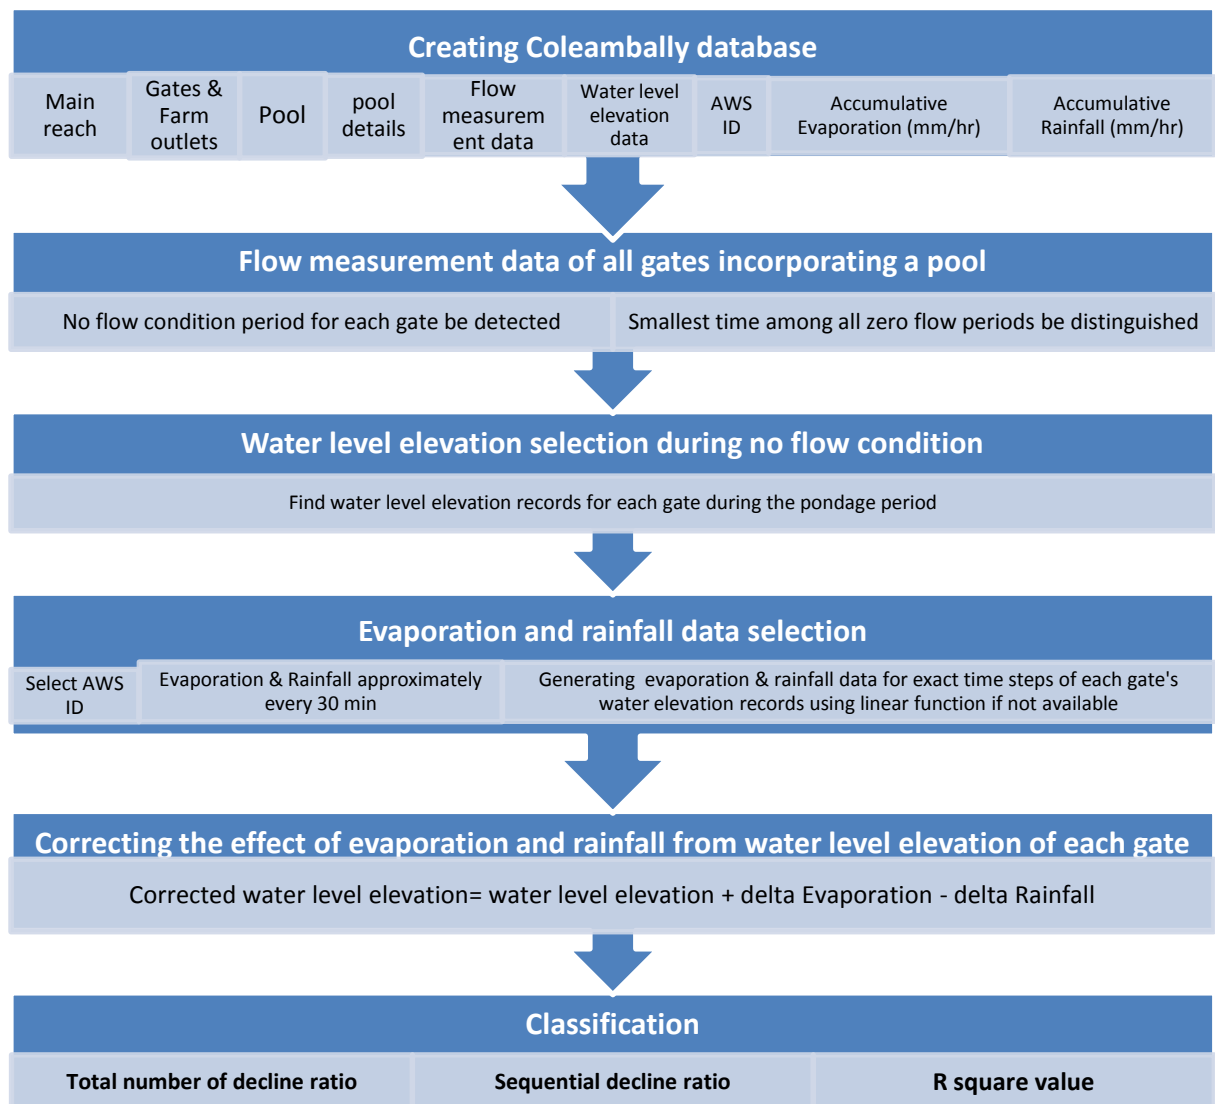 Creating Coleambally database
Main
reach
Gates &
Farm
outlets
Pool
pool
details
Flow
measurem
ent data
Water level
elevation
data
AWS
ID
Accumulative
Evaporation (mm/hr)
Accumulative
Rainfall (mm/hr)
Flow measurement data of all gates incorporating a pool
No flow condition period for each gate be detected
Smallest time among all zero flow periods be distinguished
Water level elevation selection during no flow condition
Find water level elevation records for each gate during the pondage period
Evaporation and rainfall data selection
Select AWS
ID
Evaporation & Rainfall approximately
every 30 min
Generating evaporation & rainfall data for exact time steps of each gate's
water elevation records using linear function if not available
Correcting the effect of evaporation and rainfall from water level elevation of each gate
Corrected water level elevation= water level elevation + delta Evaporation - delta Rainfall
Classification
Total number of decline ratio
Sequential decline ratio
R square value